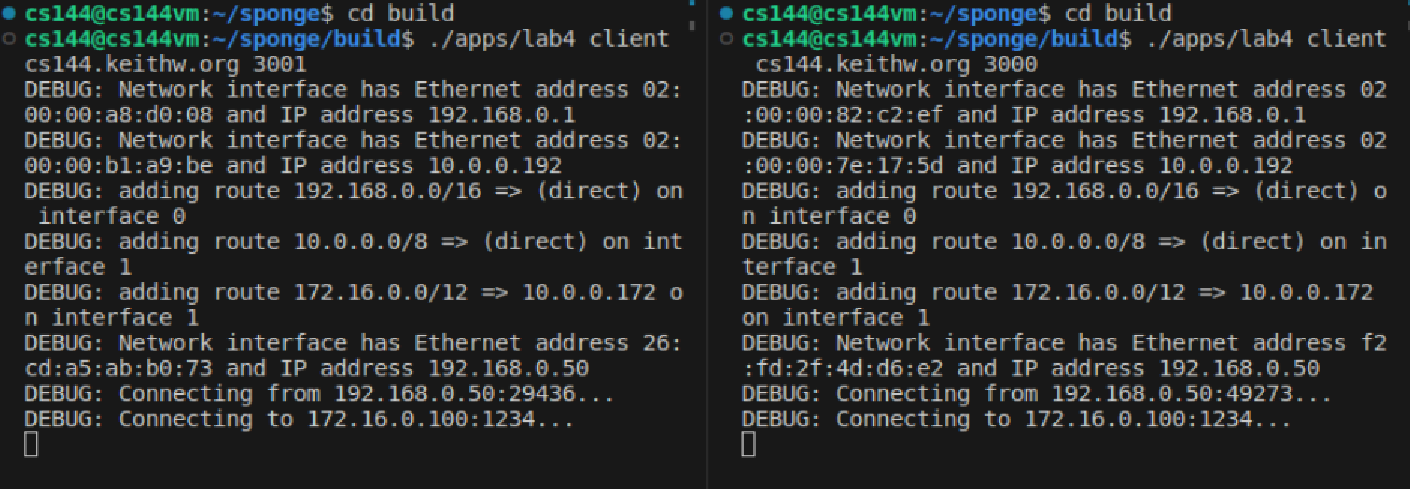 cs144@cs144vm:~/sponge$ cd build
cs144@cs144vm:~/sponge/build$ ./apps/lab4 client
cs144.keithw.org 3001
DEBUG: Network interface has Ethernet address 02:
00:00:a8:d0:08 and IP address 192.168.0.1
DEBUG: Network interface has Ethernet address 02:
00:00:b1:a9:be and IP address 10.0.0.192
DEBUG: adding route 192.168.0.0/16 => (direct) on
 interface 0
DEBUG: adding route 10.0.0.0/8 => (direct) on int
erface 1
DEBUG: adding route 172.16.0.0/12 => 10.0.0.172 o
n interface 1
DEBUG: Network interface has Ethernet address 26:
cd:a5:ab:b0:73 and IP address 192.168.0.50
DEBUG: Connecting from 192.168.0.50:29436...
DEBUG: Connecting to 172.16.0.100:1234...
cs144@cs144vm:~/sponge$ cd build
cs144@cs144vm:~/sponge/build$ ./apps/lab4 client
 cs144.keithw.org 3000
DEBUG: Network interface has Ethernet address 02
:00:00:82:c2:ef and IP address 192.168.0.1
DEBUG: Network interface has Ethernet address 02
:00:00:7e:17:5d and IP address 10.0.0.192
DEBUG: adding route 192.168.0.0/16 => (direct) o
n interface 0
DEBUG: adding route 10.0.0.0/8 => (direct) on in
terface 1
DEBUG: adding route 172.16.0.0/12 => 10.0.0.172
on interface 1
DEBUG: Network interface has Ethernet address f2
:fd:2f:4d:d6:e2 and IP address 192.168.0.50
DEBUG: Connecting from 192.168.0.50:49273...
DEBUG: Connecting to 172.16.0.100:1234...